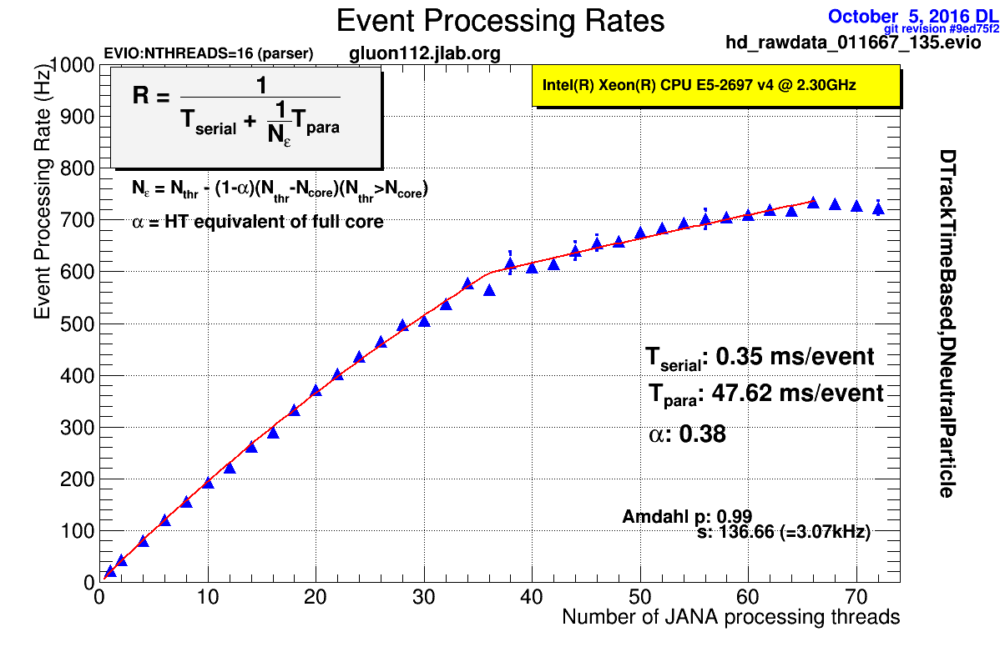 Event Processing Rates
October 5, 2016 DL
git revision #9ed75f2
hd_rawdata_011667_135.evio
EVIO:NTHREADS=16 (parser)
gluon112.jlab.org
Intel(R) Xeon(R) CPU E5-2697 v4 @ 2.30GHz
R = 1 / (T_serial + 1/N_ε T_para)
N_ε = N_thr - (1-α)(N_thr-N_core)(N_thr>N_core)
α = HT equivalent of full core
Event Processing Rate (Hz)
1000
900
800
700
600
500
400
300
200
100
0
T_serial: 0.35 ms/event
T_para: 47.62 ms/event
α: 0.38
Amdahl p: 0.99
s: 136.66 (=3.07kHz)
DTrackTimeBased,DNeutralParticle
0 10 20 30 40 50 60 70
Number of JANA processing threads